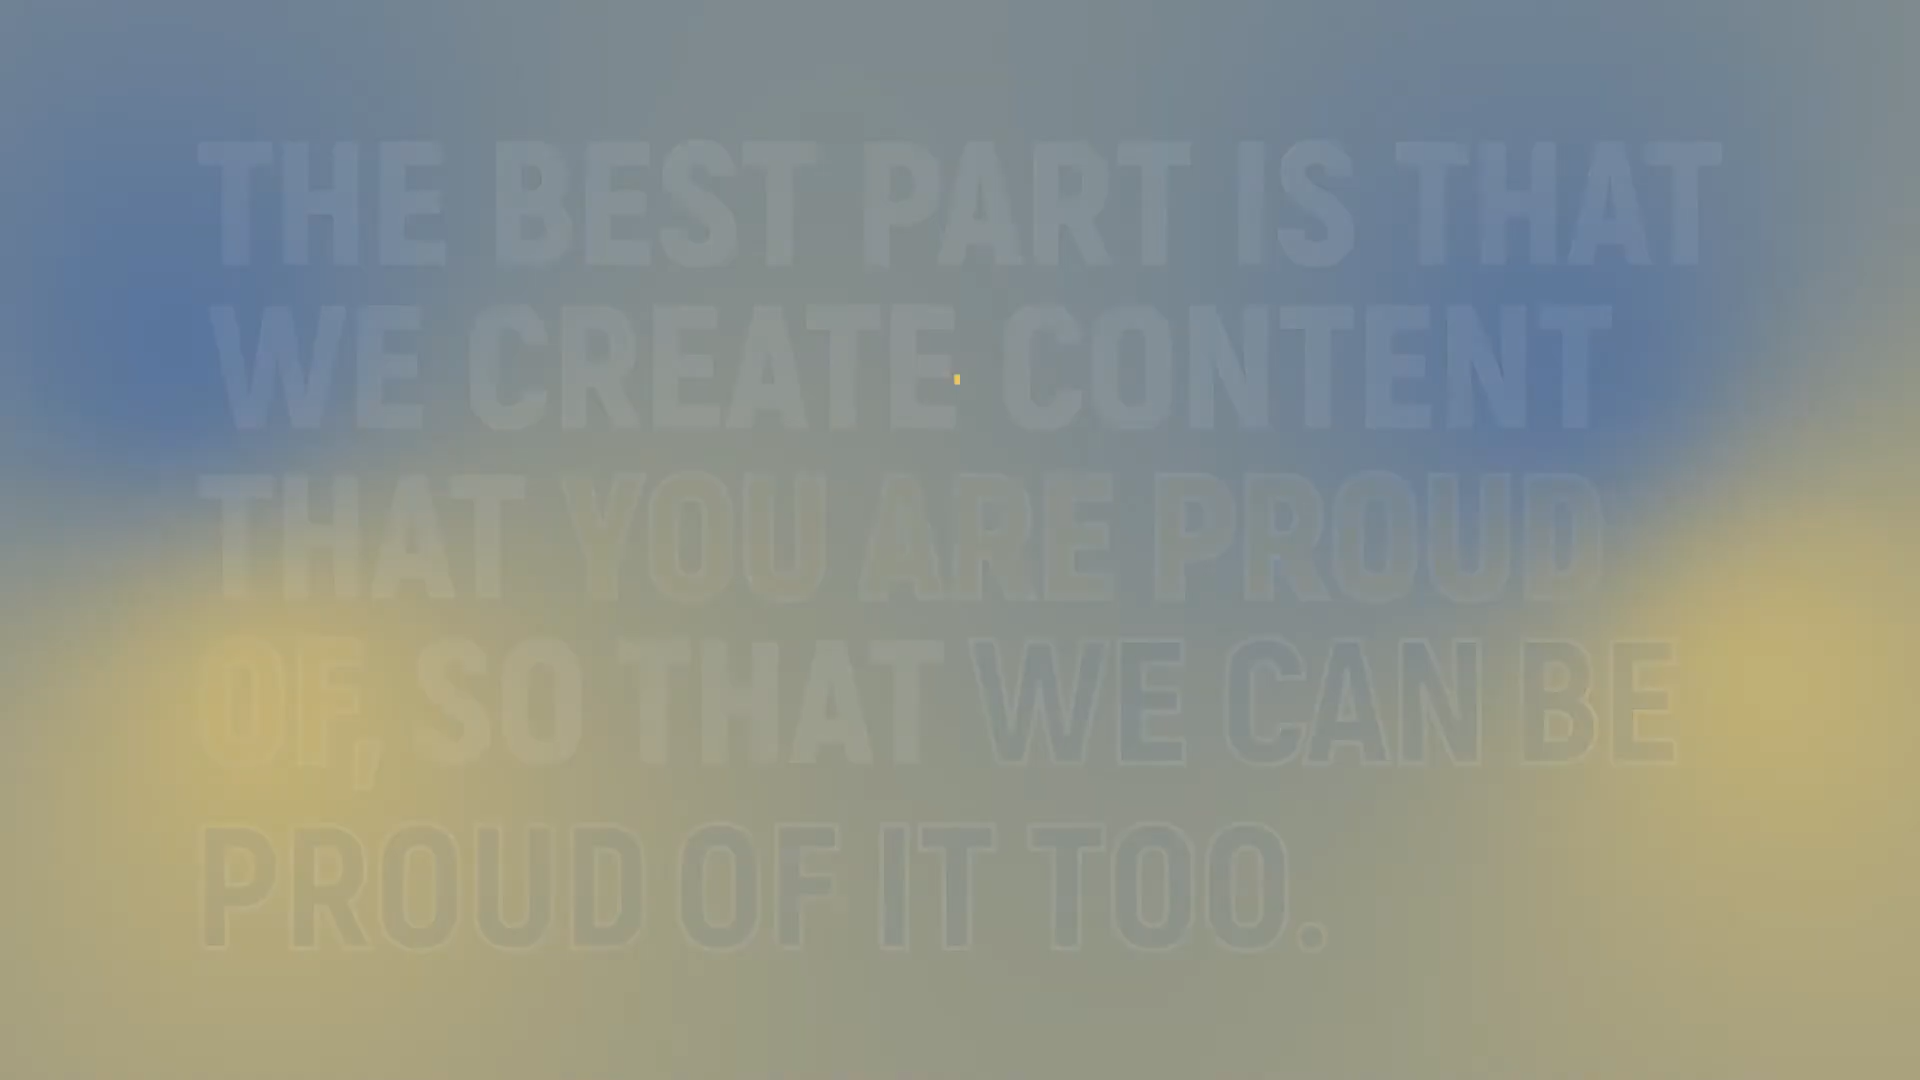 THE BEST PART IS THAT
WE CREATE CONTENT
THAT YOU ARE PROUD
OF, SO THAT WE CAN BE
PROUD OF IT TOO.